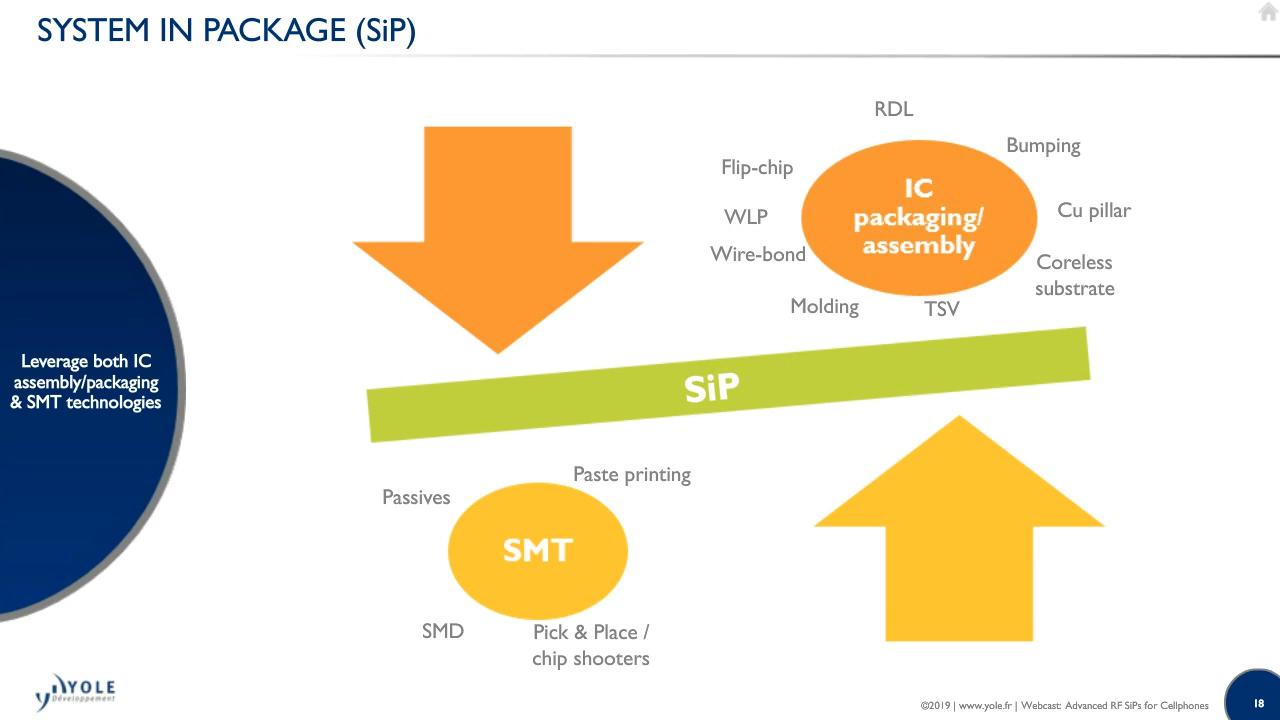 SYSTEM IN PACKAGE (SiP)
Leverage both IC
assembly/packaging
& SMT technologies
RDL
Bumping
Flip-chip
IC
packaging/
assembly
WLP
Cu pillar
Wire-bond
Coreless
substrate
Molding
TSV
SiP
Paste printing
Passives
SMT
SMD
Pick & Place /
chip shooters
YOLE
Développement
©2019 | www.yole.fr | Webcast: Advanced RF SiPs for Cellphones
18